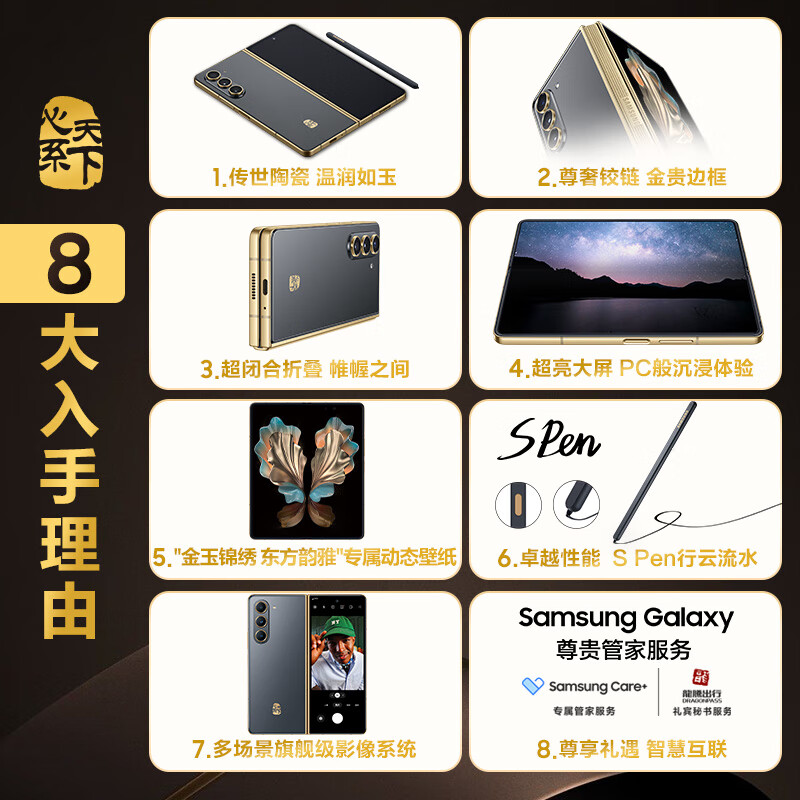 心系天下
8大入手理由
1.传世陶瓷 温润如玉
SAMSUNG
2.尊奢铰链 金贵边框
3.超闭合折叠 帷幄之间
4.超亮大屏 PC般沉浸体验
5."金玉锦绣 东方韵雅"专属动态壁纸
S Pen
6.卓越性能 S Pen行云流水
7.多场景旗舰级影像系统
Samsung Galaxy
尊贵管家服务
Samsung Care+
专属管家服务
龍騰出行
DRAGONPASS
礼宾秘书服务
8.尊享礼遇 智慧互联